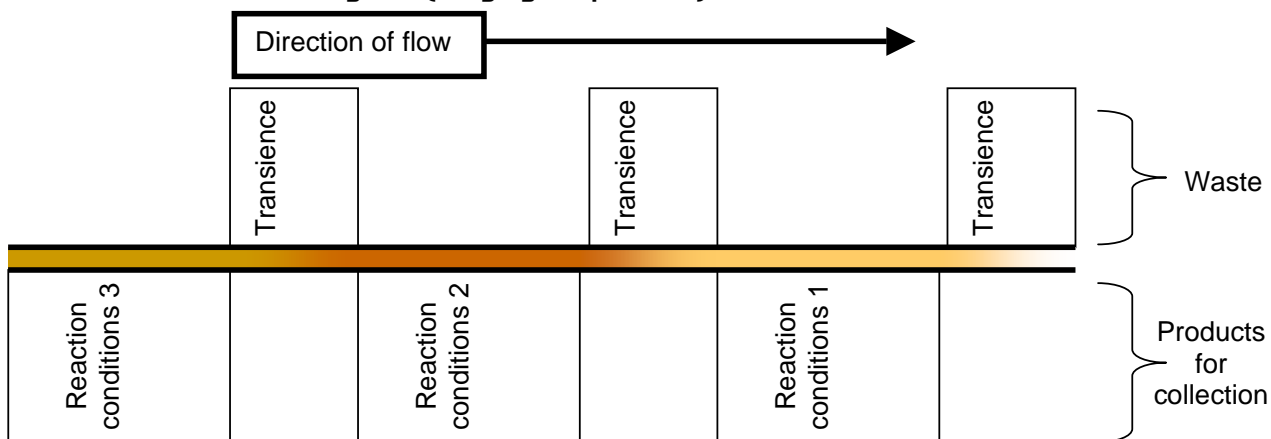 Direction of flow
Transience
Transience
Transience
Waste
Reaction
conditions 3
Reaction
conditions 2
Reaction
conditions 1
Products
for
collection